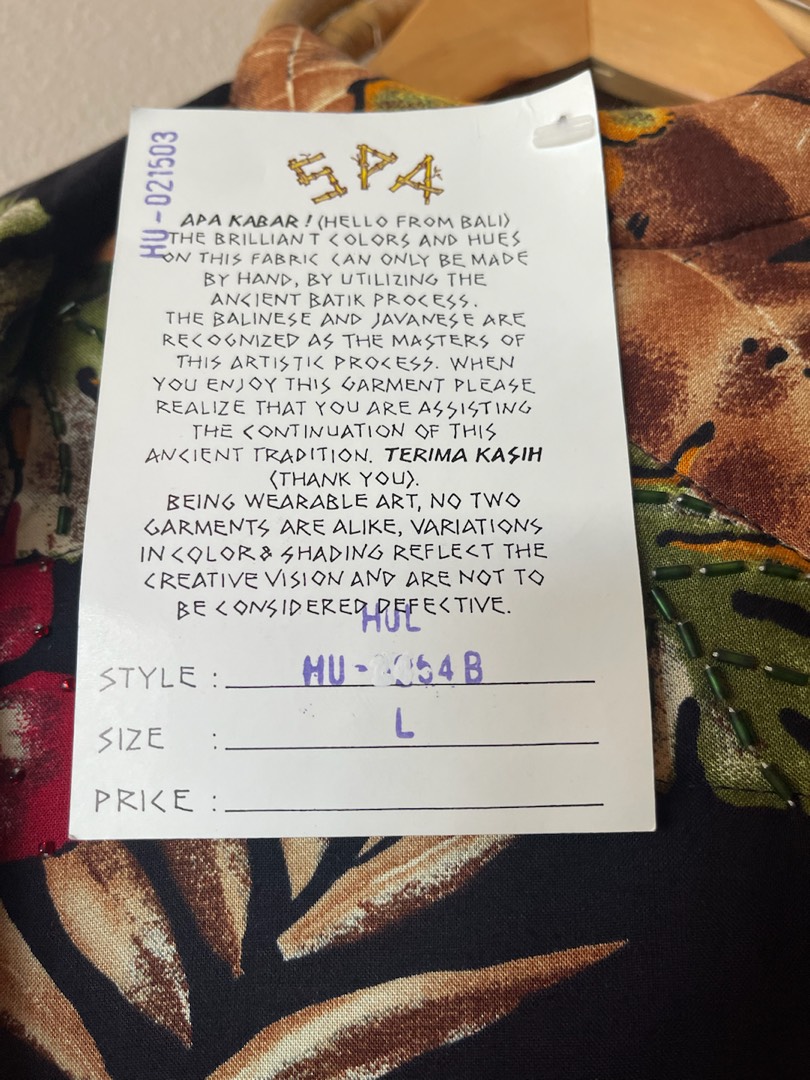 HU-021503
SPA
APA KABAR! (HELLO FROM BALI)
THE BRILLIANT COLORS AND HUES
ON THIS FABRIC CAN ONLY BE MADE
BY HAND, BY UTILIZING THE
ANCIENT BATIK PROCESS.
THE BALINESE AND JAVANESE ARE
RECOGNIZED AS THE MASTERS OF
THIS ARTISTIC PROCESS. WHEN
YOU ENJOY THIS GARMENT PLEASE
REALIZE THAT YOU ARE ASSISTING
THE CONTINUATION OF THIS
ANCIENT TRADITION. TERIMA KASIH
(THANK YOU).
BEING WEARABLE ART, NO TWO
GARMENTS ARE ALIKE, VARIATIONS
IN COLOR & SHADING REFLECT THE
CREATIVE VISION AND ARE NOT TO
BE CONSIDERED DEFECTIVE.
HUL
STYLE :
SIZE : L
PRICE :